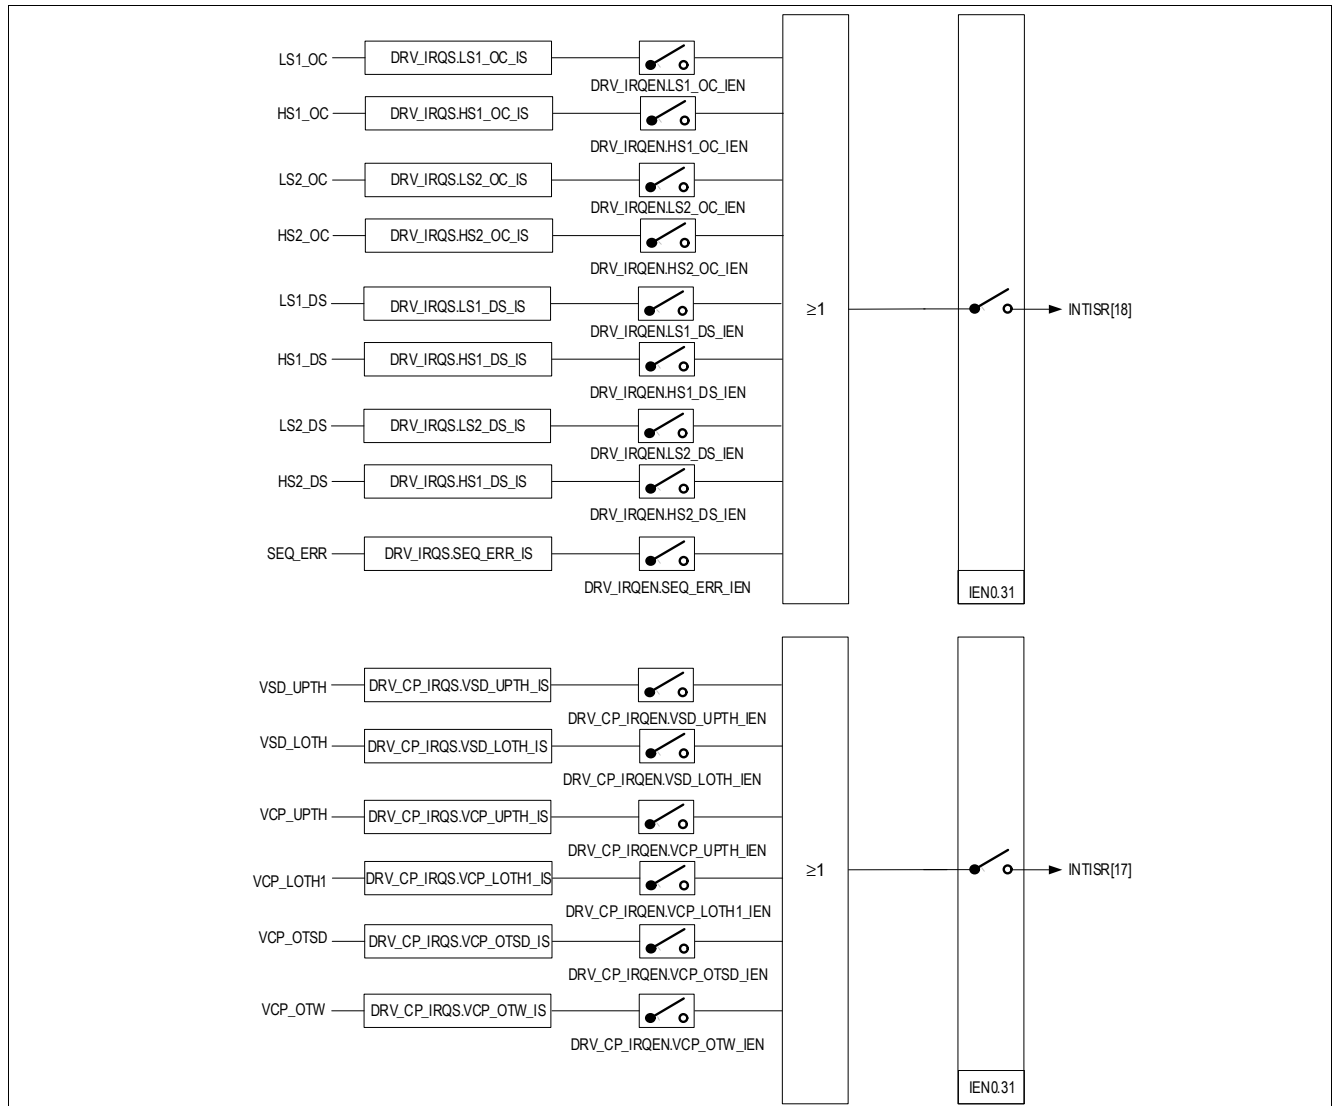 LS1_OC DRV_IRQS.LS1_OC_IS
DRV_IRQEN.LS1_OC_IEN
HS1_OC DRV_IRQS.HS1_OC_IS
DRV_IRQEN.HS1_OC_IEN
LS2_OC DRV_IRQS.LS2_OC_IS
DRV_IRQEN.LS2_OC_IEN
HS2_OC DRV_IRQS.HS2_OC_IS
DRV_IRQEN.HS2_OC_IEN
LS1_DS DRV_IRQS.LS1_DS_IS ≥1 INTISR[18]
DRV_IRQEN.LS1_DS_IEN
HS1_DS DRV_IRQS.HS1_DS_IS
DRV_IRQEN.HS1_DS_IEN
LS2_DS DRV_IRQS.LS2_DS_IS
DRV_IRQEN.LS2_DS_IEN
HS2_DS DRV_IRQS.HS1_DS_IS
DRV_IRQEN.HS2_DS_IEN
SEQ_ERR DRV_IRQS.SEQ_ERR_IS
DRV_IRQEN.SEQ_ERR_IEN IEN0.31
VSD_UPTH DRV_CP_IRQS.VSD_UPTH_IS
DRV_CP_IRQEN.VSD_UPTH_IEN
VSD_LOTH DRV_CP_IRQS.VSD_LOTH_IS
DRV_CP_IRQEN.VSD_LOTH_IEN
VCP_UPTH DRV_CP_IRQS.VCP_UPTH_IS
DRV_CP_IRQEN.VCP_UPTH_IEN
VCP_LOTH1 DRV_CP_IRQS.VCP_LOTH1_IS ≥1 INTISR[17]
DRV_CP_IRQEN.VCP_LOTH1_IEN
VCP_OTSD DRV_CP_IRQS.VCP_OTSD_IS
DRV_CP_IRQEN.VCP_OTSD_IEN
VCP_OTW DRV_CP_IRQS.VCP_OTW_IS
DRV_CP_IRQEN.VCP_OTW_IEN
IEN0.31